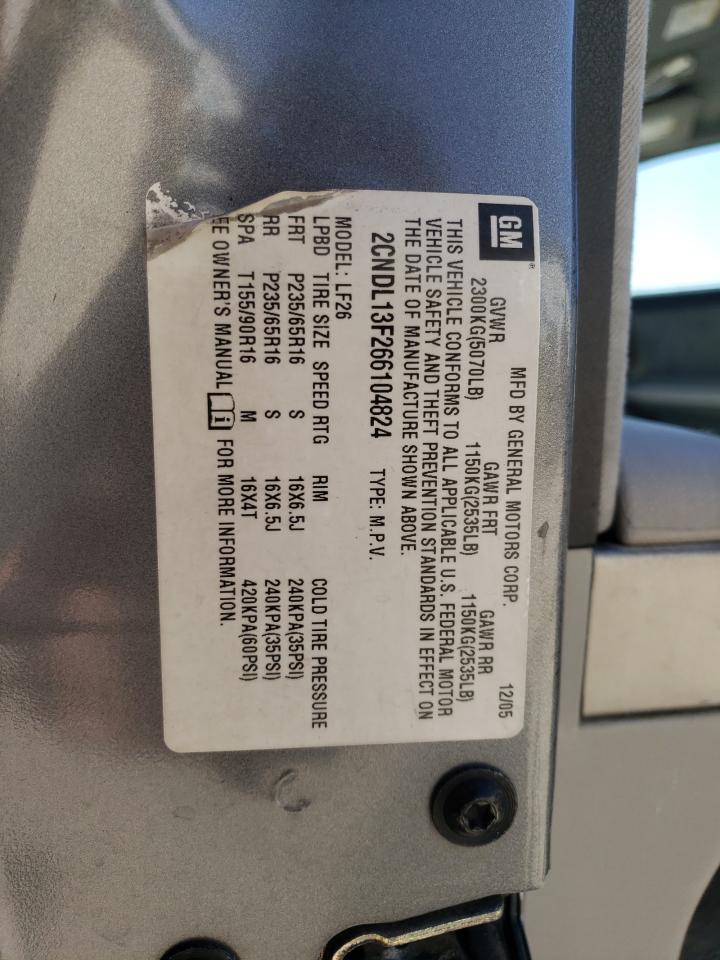 GM®
MFD BY GENERAL MOTORS CORP. 12/05
GVWR GAWR FRT GAWR RR
2300KG(5070LB) 1150KG(2535LB) 1150KG(2535LB)
THIS VEHICLE CONFORMS TO ALL APPLICABLE U.S. FEDERAL MOTOR
VEHICLE SAFETY AND THEFT PREVENTION STANDARDS IN EFFECT ON
THE DATE OF MANUFACTURE SHOWN ABOVE.
2CNDL13F266104824 TYPE: M.P.V.
MODEL: LF26
LPBD TIRE SIZE SPEED RTG RIM COLD TIRE PRESSURE
FRT P235/65R16 S 16X6.5J 240KPA(35PSI)
RR P235/65R16 S 16X6.5J 240KPA(35PSI)
SPA T155/90R16 M 16X4T 420KPA(60PSI)
EE OWNER'S MANUAL FOR MORE INFORMATION.